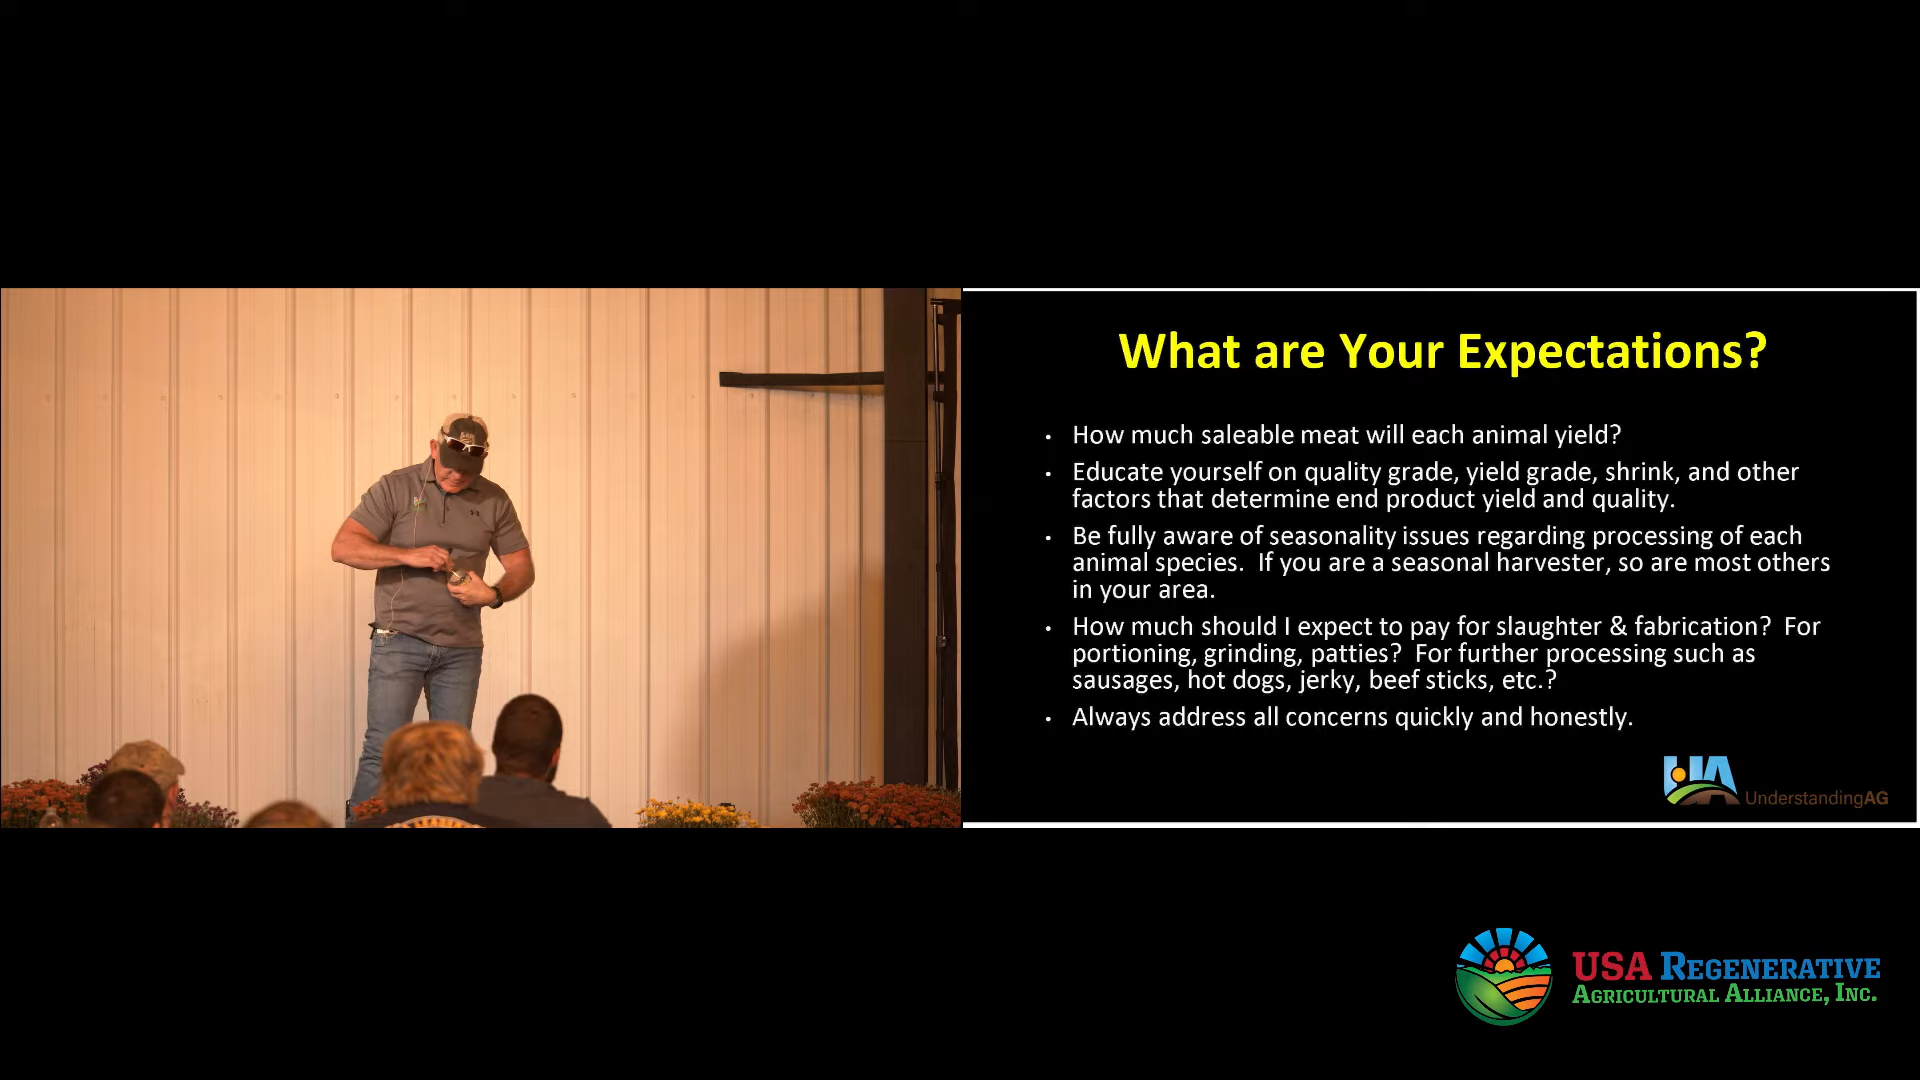 What are Your Expectations?
• How much saleable meat will each animal yield?
• Educate yourself on quality grade, yield grade, shrink, and other
factors that determine end product yield and quality.
• Be fully aware of seasonality issues regarding processing of each
animal species.  If you are a seasonal harvester, so are most others
in your area.
• How much should I expect to pay for slaughter & fabrication?  For
portioning, grinding, patties?  For further processing such as
sausages, hot dogs, jerky, beef sticks, etc.?
• Always address all concerns quickly and honestly.
UA UnderstandingAG
USA REGENERATIVE
AGRICULTURAL ALLIANCE, INC.